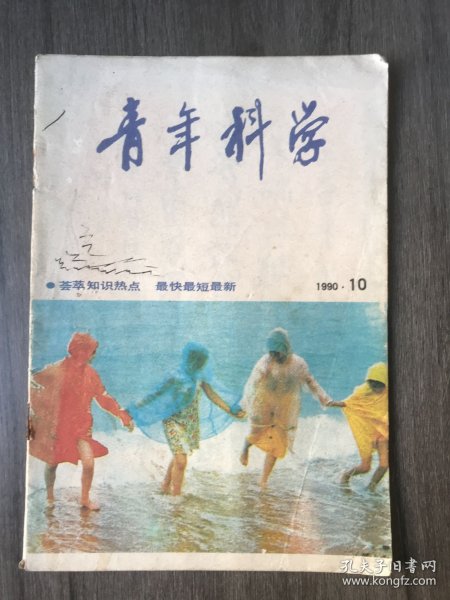 青年科学
● 荟萃知识热点 最快最短最新
1990·10
孔夫子旧书网
www.kongfz.com